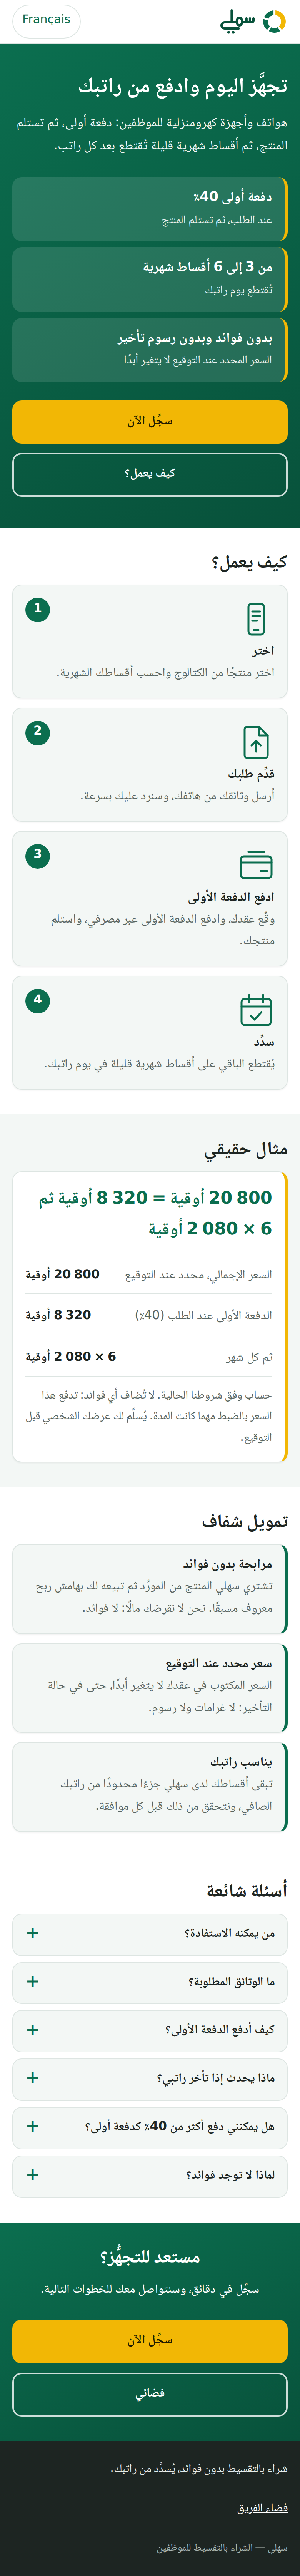 سهلي
Français
تجهَّز اليوم وادفع من راتبك
هواتف وأجهزة كهرومنزلية للموظفين: دفعة أولى، ثم تستلم
المنتج، ثم أقساط شهرية قليلة تُقتطع بعد كل راتب.
دفعة أولى 40٪
عند الطلب، ثم تستلم المنتج
من 3 إلى 6 أقساط شهرية
تُقتطع يوم راتبك
بدون فوائد وبدون رسوم تأخير
السعر المحدد عند التوقيع لا يتغير أبدًا
سجِّل الآن
كيف يعمل؟
كيف يعمل؟
1
اختر
اختر منتجًا من الكتالوج واحسب أقساطك الشهرية.
2
قدِّم طلبك
أرسل وثائقك من هاتفك، وسنرد عليك بسرعة.
3
ادفع الدفعة الأولى
وقِّع عقدك، وادفع الدفعة الأولى عبر مصرفي، واستلم
منتجك.
4
سدِّد
يُقتطع الباقي على أقساط شهرية قليلة في يوم راتبك.
مثال حقيقي
20 800 أوقية = 8 320 أوقية ثم
6 × 2 080 أوقية
السعر الإجمالي، محدد عند التوقيع 20 800 أوقية
الدفعة الأولى عند الطلب (40٪) 8 320 أوقية
ثم كل شهر 6 × 2 080 أوقية
حساب وفق شروطنا الحالية. لا تُضاف أي فوائد: تدفع هذا
السعر بالضبط مهما كانت المدة. يُسلَّم لك عرضك الشخصي قبل
التوقيع.
تمويل شفاف
مرابحة بدون فوائد
تشتري سهلي المنتج من المورِّد ثم تبيعه لك بهامش ربح
معروف مسبقًا. نحن لا نقرضك مالًا: لا فوائد.
سعر محدد عند التوقيع
السعر المكتوب في عقدك لا يتغير أبدًا، حتى في حالة
التأخير: لا غرامات ولا رسوم.
يناسب راتبك
تبقى أقساطك لدى سهلي جزءًا محدودًا من راتبك
الصافي، ونتحقق من ذلك قبل كل موافقة.
أسئلة شائعة
من يمكنه الاستفادة؟ +
ما الوثائق المطلوبة؟ +
كيف أدفع الدفعة الأولى؟ +
ماذا يحدث إذا تأخر راتبي؟ +
هل يمكنني دفع أكثر من 40٪ كدفعة أولى؟ +
لماذا لا توجد فوائد؟ +
مستعد للتجهُّز؟
سجِّل في دقائق، وسنتواصل معك للخطوات التالية.
سجِّل الآن
فضائي
شراء بالتقسيط بدون فوائد، يُسدَّد من راتبك.
فضاء الفريق
سهلي — الشراء بالتقسيط للموظفين